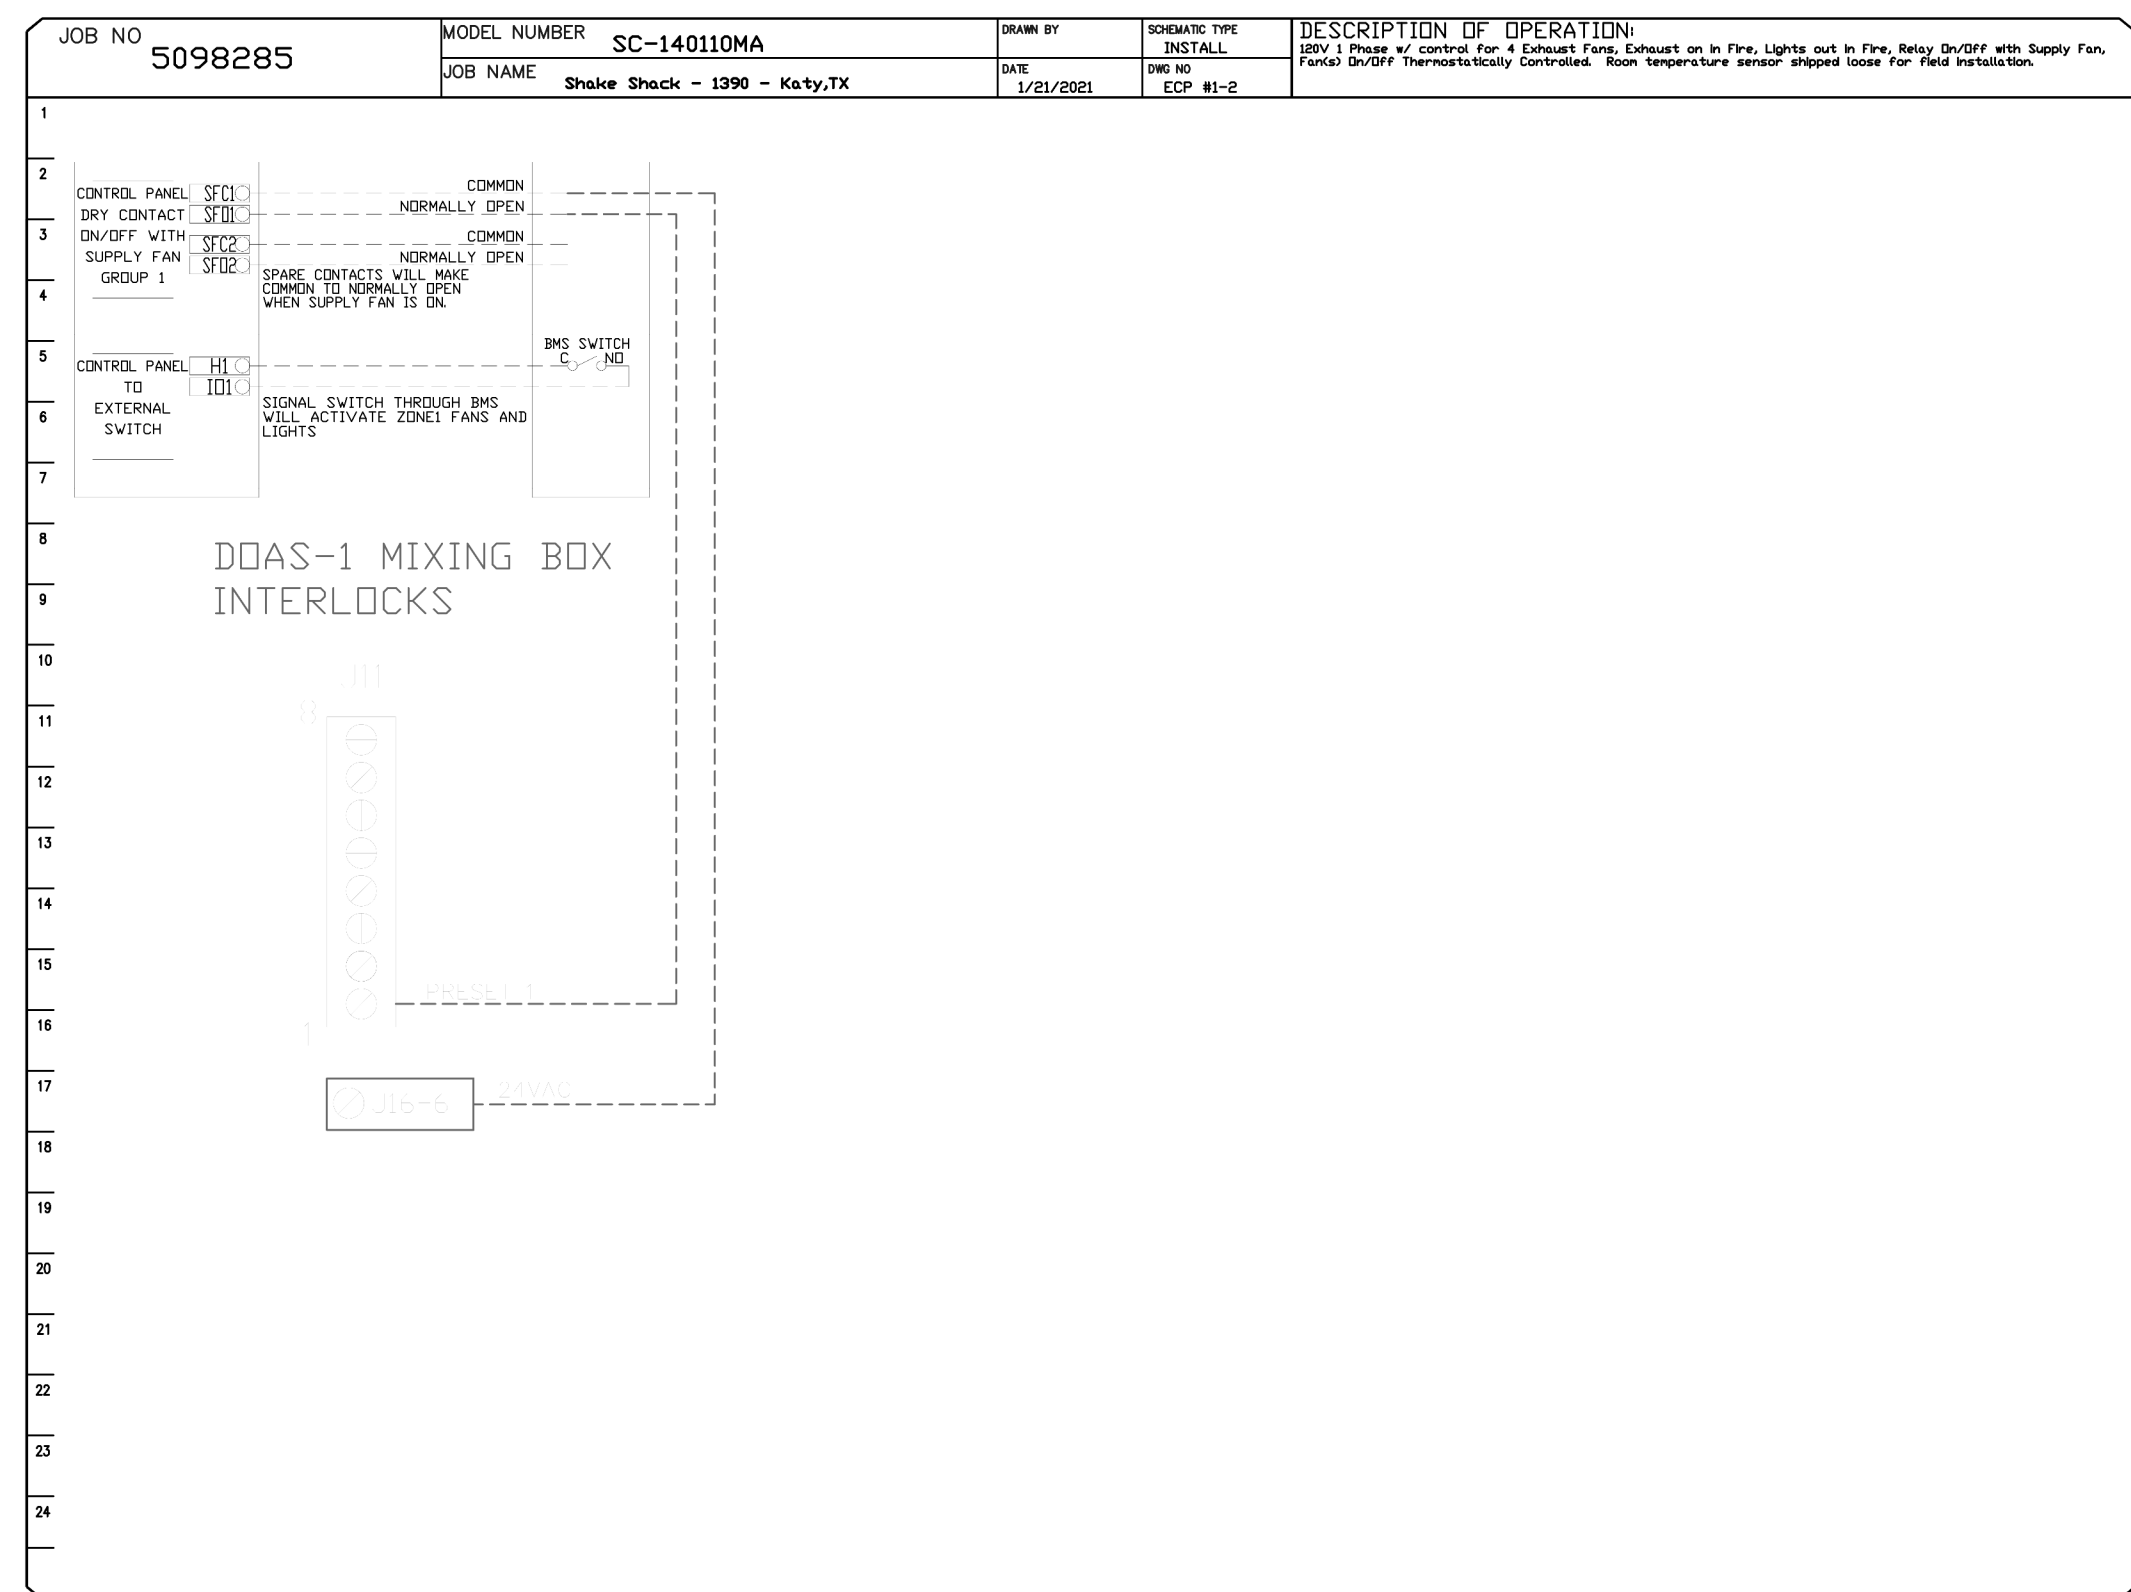 JOB NO 5098285
MODEL NUMBER SC-140110MA
JOB NAME Shake Shack - 1390 - Katy,TX
DRAWN BY
DATE 1/21/2021
SCHEMATIC TYPE
INSTALL
DWG NO
ECP #1-2
DESCRIPTION OF OPERATION:
120V 1 Phase w/ control for 4 Exhaust Fans, Exhaust on in Fire, Lights out in Fire, Relay On/Off with Supply Fan,
Fan(s) On/Off Thermostatically Controlled. Room temperature sensor shipped loose for field installation.
1
2
3
4
5
6
7
8
9
10
11
12
13
14
15
16
17
18
19
20
21
22
23
24
CONTROL PANEL
DRY CONTACT
ON/OFF WITH
SUPPLY FAN
GROUP 1
SFC1
SFO1
SFC2
SFO2
COMMON
NORMALLY OPEN
COMMON
NORMALLY OPEN
SPARE CONTACTS WILL MAKE
COMMON TO NORMALLY OPEN
WHEN SUPPLY FAN IS ON.
CONTROL PANEL
TO
EXTERNAL
SWITCH
H1
IO1
BMS SWITCH
C NO
SIGNAL SWITCH THROUGH BMS
WILL ACTIVATE ZONE1 FANS AND
LIGHTS
DOAS-1 MIXING BOX
INTERLOCKS
J11
8
PRESET 1
1
J16-6
24VAC